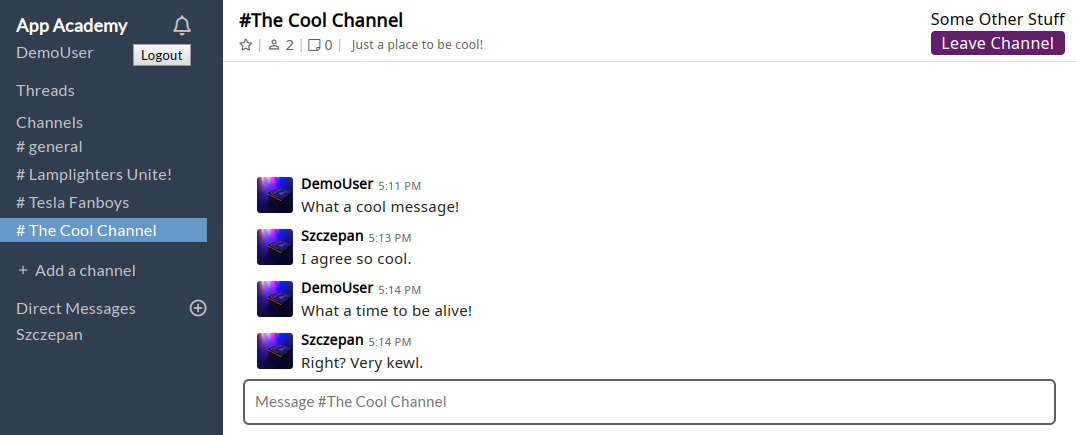 App Academy
DemoUser
Logout
Threads
Channels
# general
# Lamplighters Unite!
# Tesla Fanboys
# The Cool Channel
+ Add a channel
Direct Messages
Szczepan
#The Cool Channel
2 | 0 | Just a place to be cool!
Some Other Stuff
Leave Channel
DemoUser 5:11 PM
What a cool message!
Szczepan 5:13 PM
I agree so cool.
DemoUser 5:14 PM
What a time to be alive!
Szczepan 5:14 PM
Right? Very kewl.
Message #The Cool Channel